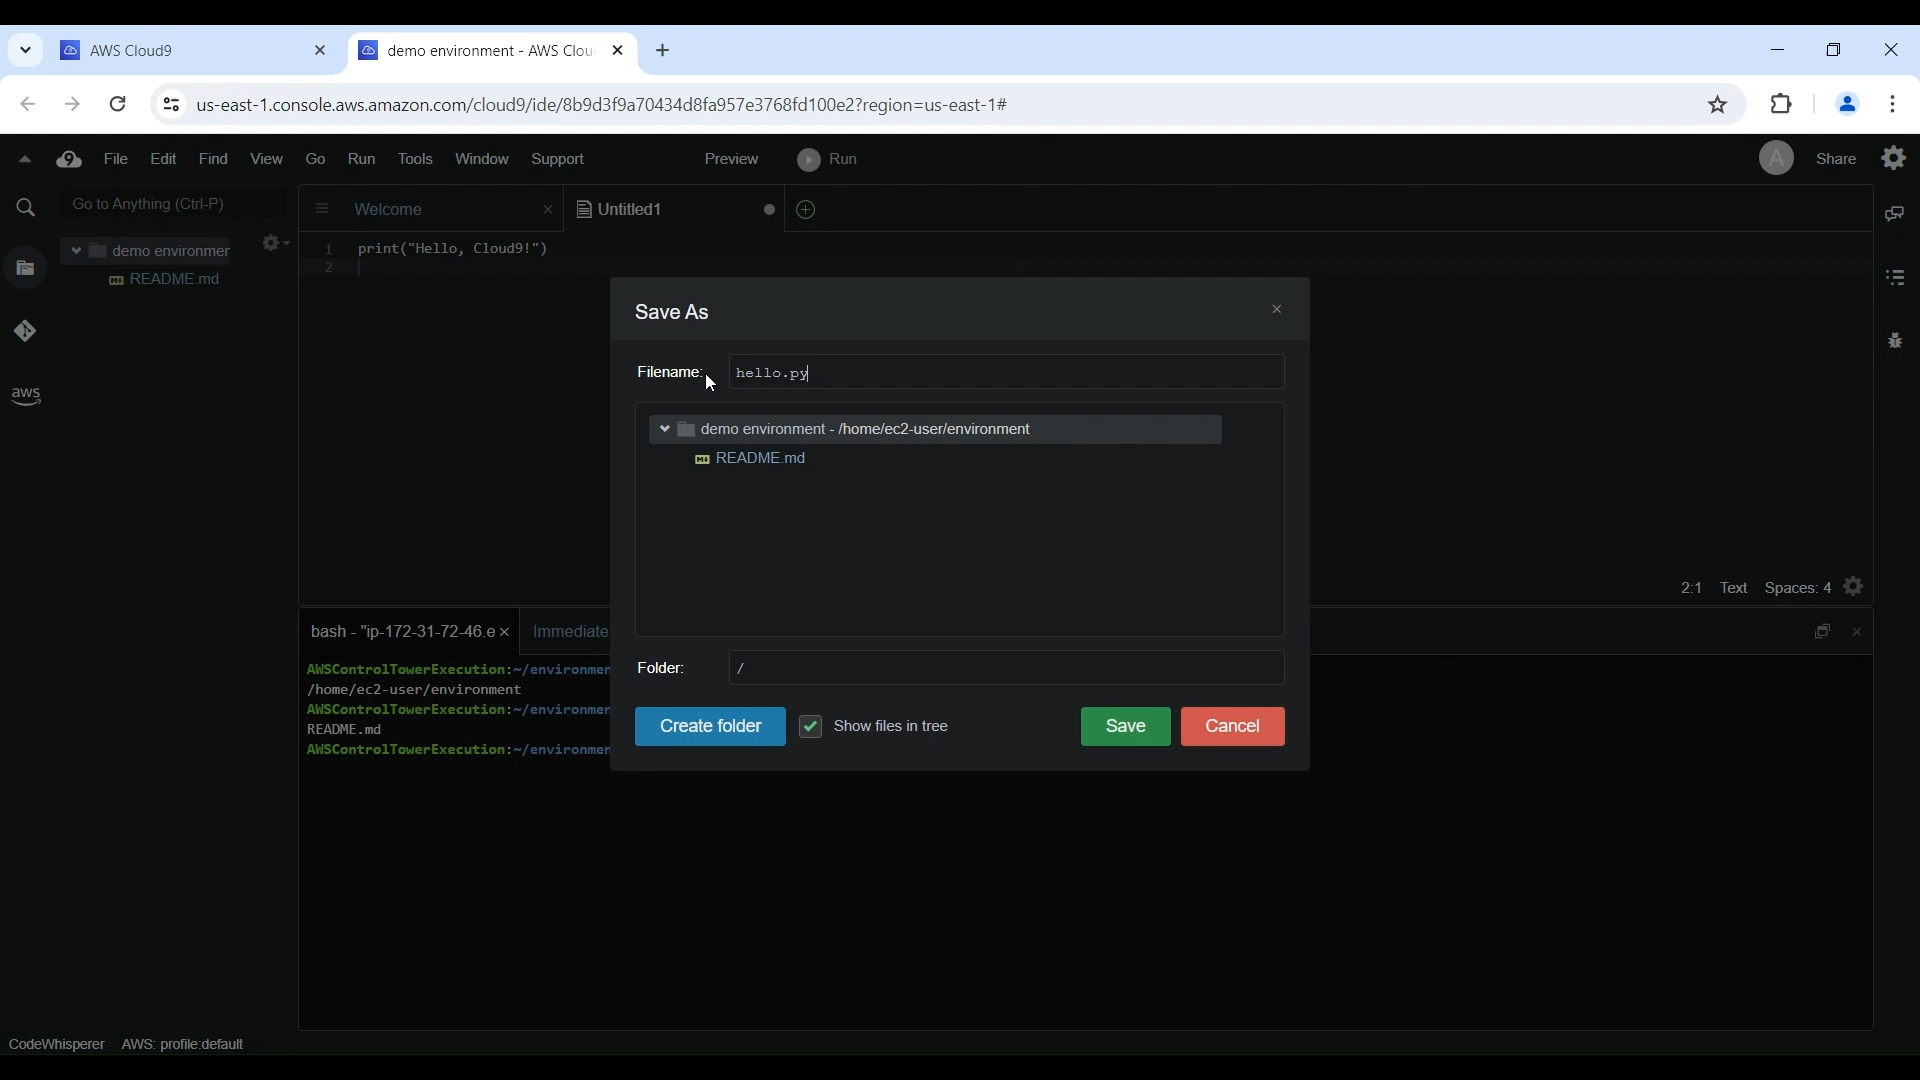 AWS Cloud9
demo environment - AWS Clou
us-east-1.console.aws.amazon.com/cloud9/ide/8b9d3f9a70434d8fa957e3768fd100e2?region=us-east-1#
9 File Edit Find View Go Run Tools Window Support Preview Run A Share
Go to Anything (Ctrl-P)
demo environmen
README.md
aws
Welcome Untitled1
1 print("Hello, Cloud9!")
2
Save As
Filename: hello.py
demo environment - /home/ec2-user/environment
README.md
Folder: /
Create folder Show files in tree Save Cancel
2:1 Text Spaces: 4
bash - "ip-172-31-72-46.e Immediate
AWSControlTowerExecution:~/environmen
/home/ec2-user/environment
AWSControlTowerExecution:~/environmen
README.md
AWSControlTowerExecution:~/environmen
CodeWhisperer AWS: profile:default